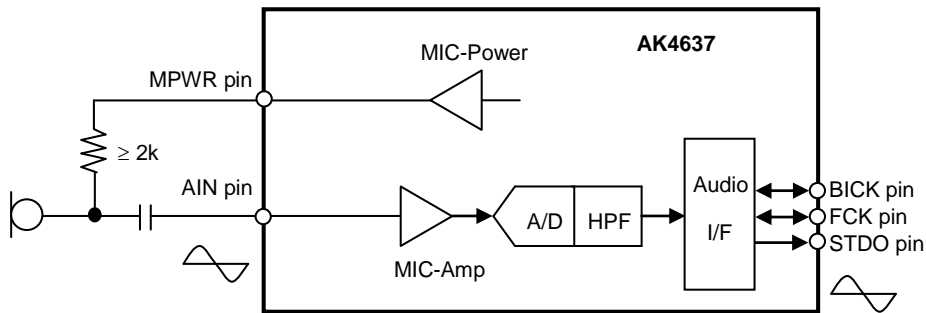 AK4637
MIC-Power
MPWR pin
≥ 2k
AIN pin
MIC-Amp
A/D
HPF
Audio
I/F
BICK pin
FCK pin
STDO pin